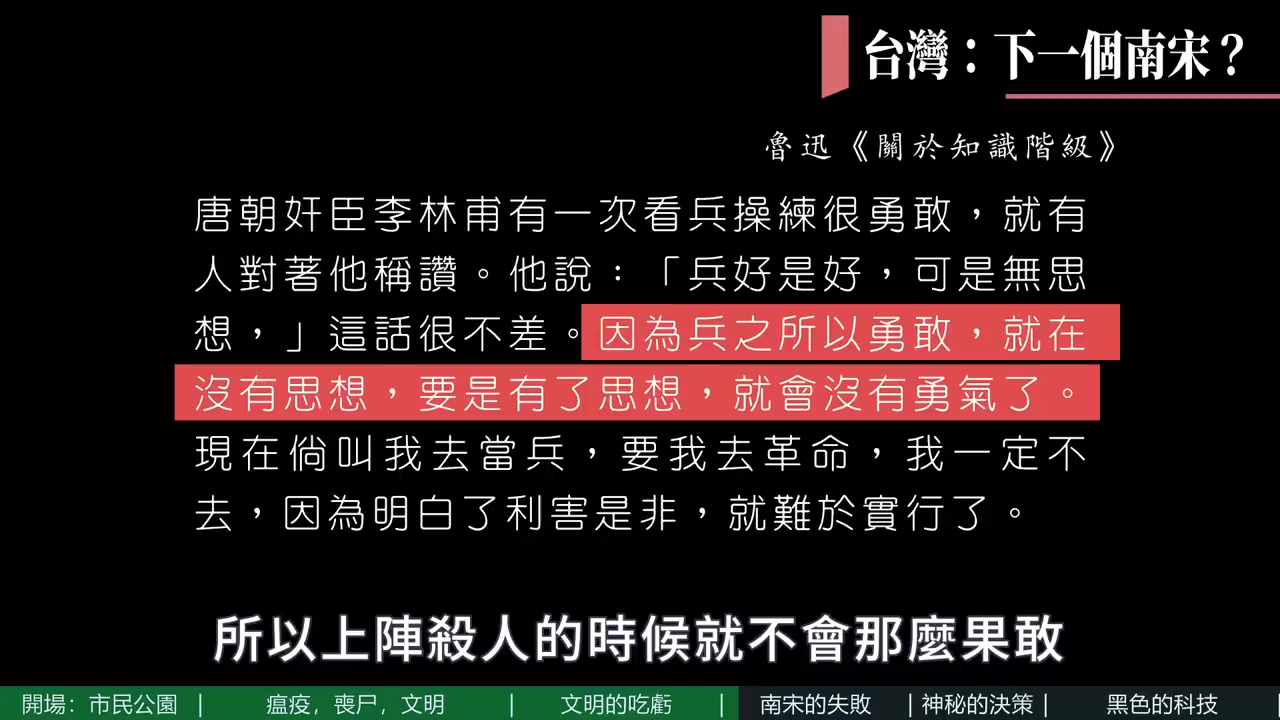 台灣：下一個南宋？
魯迅《關於知識階級》
唐朝奸臣李林甫有一次看兵操練很勇敢，就有
人對著他稱讚。他說：「兵好是好，可是無思
想，」這話很不差。因為兵之所以勇敢，就在
沒有思想，要是有了思想，就會沒有勇氣了。
現在倘叫我去當兵，要我去革命，我一定不
去，因為明白了利害是非，就難於實行了。
所以上陣殺人的時候就不會那麼果敢
開場：市民公園 | 瘟疫，喪尸，文明 | 文明的吃虧 南宋的失敗 | 神秘的決策 | 黑色的科技